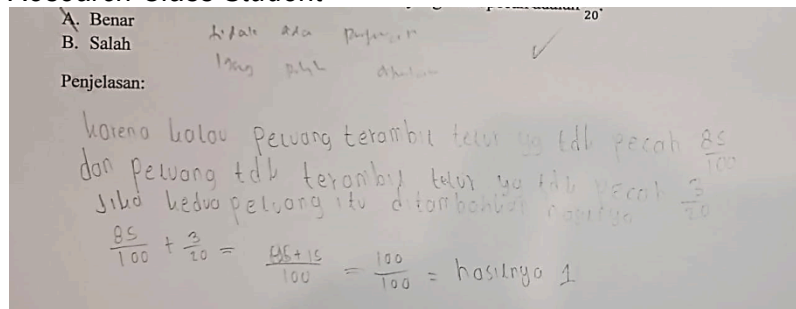 Research Class Student
20.
A. Benar
B. Salah
tidak ada
yang
Penjelasan:
karena kalau peluang terambil telur yg tdk pecah 85/100
dan peluang tdk terambil telur yg tdk pecah 3/20
jika kedua peluang itu ditambahkan hasilnya
85/100 + 3/20 = 85+15/100 = 100/100 = hasilnya 1